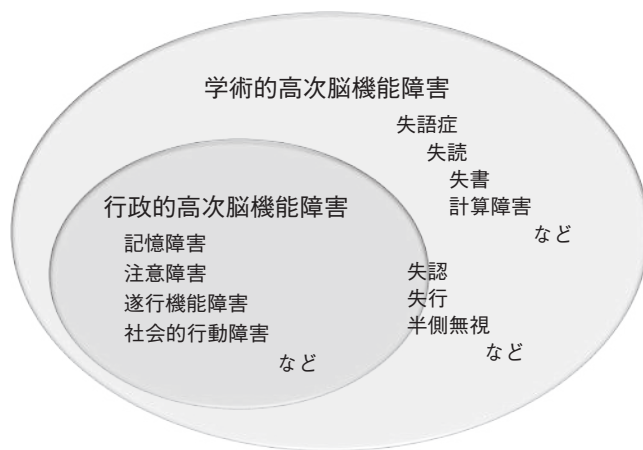 学術的高次脳機能障害
失語症
失読
失書
計算障害
など
行政的高次脳機能障害
記憶障害
注意障害
遂行機能障害
社会的行動障害
など
失認
失行
半側無視
など